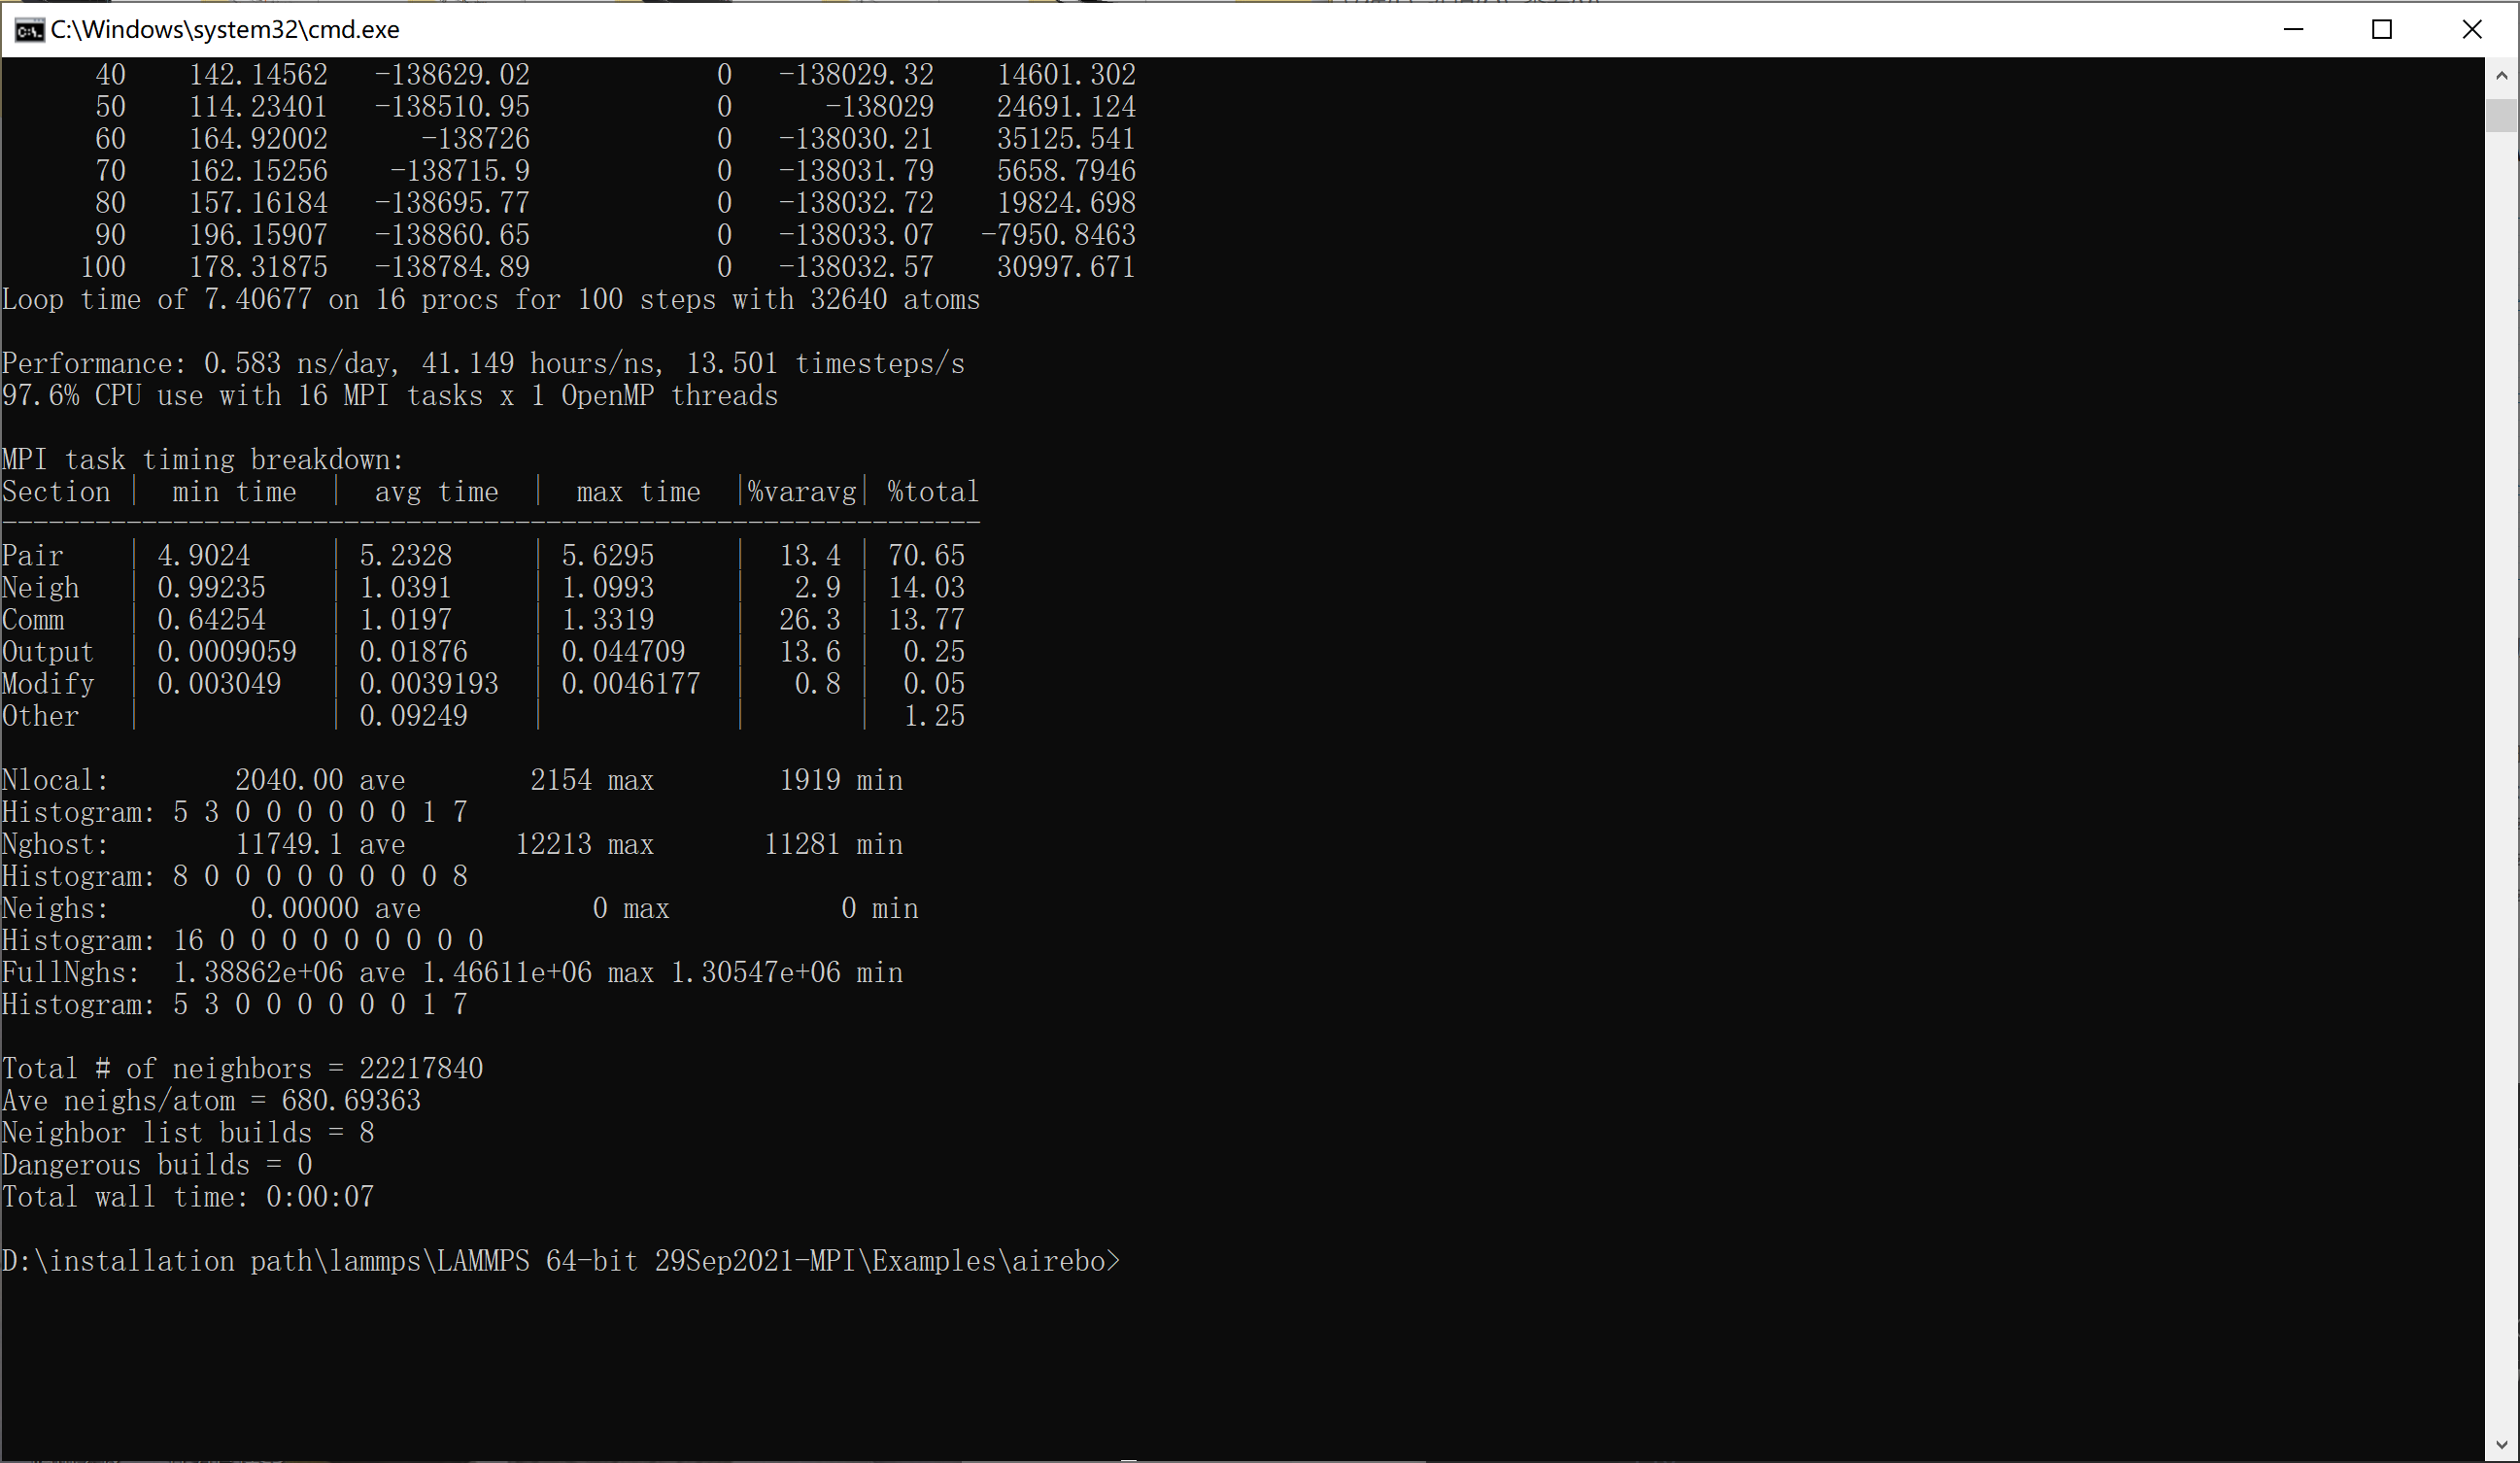 C:\Windows\system32\cmd.exe
40 142.14562 -138629.02 0 -138029.32 14601.302
50 114.23401 -138510.95 0 -138029 24691.124
60 164.92002 -138726 0 -138030.21 35125.541
70 162.15256 -138715.9 0 -138031.79 5658.7946
80 157.16184 -138695.77 0 -138032.72 19824.698
90 196.15907 -138860.65 0 -138033.07 -7950.8463
100 178.31875 -138784.89 0 -138032.57 30997.671
Loop time of 7.40677 on 16 procs for 100 steps with 32640 atoms
Performance: 0.583 ns/day, 41.149 hours/ns, 13.501 timesteps/s
97.6% CPU use with 16 MPI tasks x 1 OpenMP threads
MPI task timing breakdown:
Section | min time | avg time | max time |%varavg| %total
---------------------------------------------------------------
Pair | 4.9024 | 5.2328 | 5.6295 | 13.4 | 70.65
Neigh | 0.99235 | 1.0391 | 1.0993 | 2.9 | 14.03
Comm | 0.64254 | 1.0197 | 1.3319 | 26.3 | 13.77
Output | 0.0009059 | 0.01876 | 0.044709 | 13.6 | 0.25
Modify | 0.003049 | 0.0039193 | 0.0046177 | 0.8 | 0.05
Other | | 0.09249 | | | 1.25
Nlocal: 2040.00 ave 2154 max 1919 min
Histogram: 5 3 0 0 0 0 0 0 1 7
Nghost: 11749.1 ave 12213 max 11281 min
Histogram: 8 0 0 0 0 0 0 0 0 8
Neighs: 0.00000 ave 0 max 0 min
Histogram: 16 0 0 0 0 0 0 0 0 0
FullNghs: 1.38862e+06 ave 1.46611e+06 max 1.30547e+06 min
Histogram: 5 3 0 0 0 0 0 0 1 7
Total # of neighbors = 22217840
Ave neighs/atom = 680.69363
Neighbor list builds = 8
Dangerous builds = 0
Total wall time: 0:00:07
D:\installation path\lammps\LAMMPS 64-bit 29Sep2021-MPI\Examples\airebo>